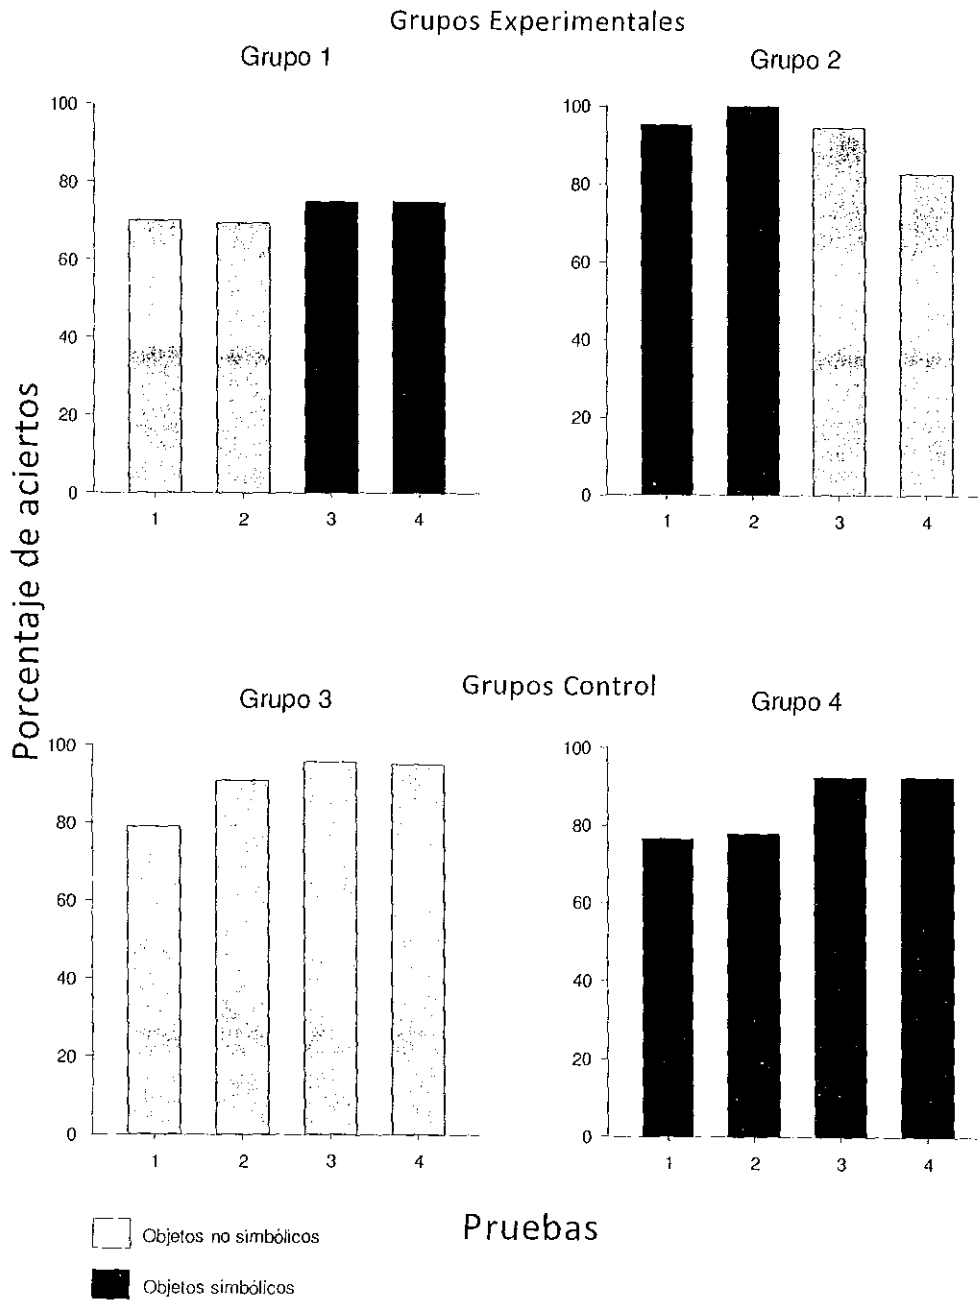 Grupos Experimentales
Grupo 1
Grupo 2
100
80
60
40
20
0
1 2 3 4
100
80
60
40
20
0
1 2 3 4
Porcentaje de aciertos
Grupos Control
Grupo 3
Grupo 4
100
80
60
40
20
0
1 2 3 4
100
80
60
40
20
0
1 2 3 4
Pruebas
Objetos no simbólicos
Objetos simbólicos